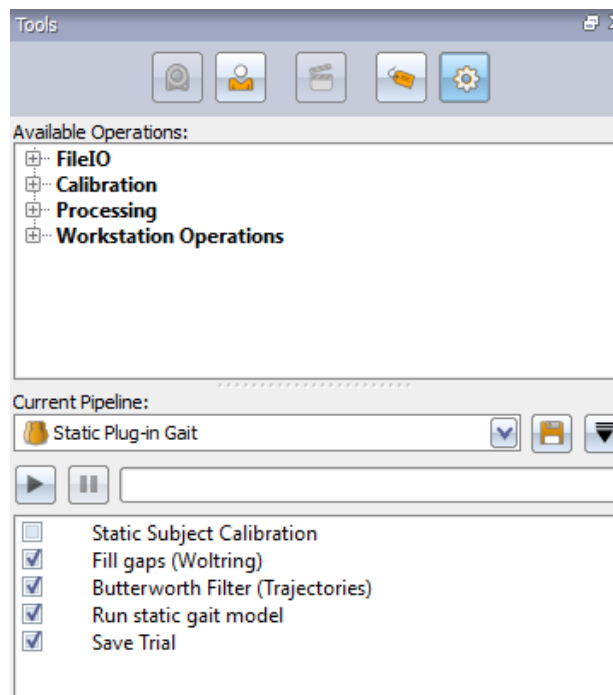 Tools
Available Operations:
FileIO
Calibration
Processing
Workstation Operations
Current Pipeline:
Static Plug-in Gait
Static Subject Calibration
Fill gaps (Woltring)
Butterworth Filter (Trajectories)
Run static gait model
Save Trial